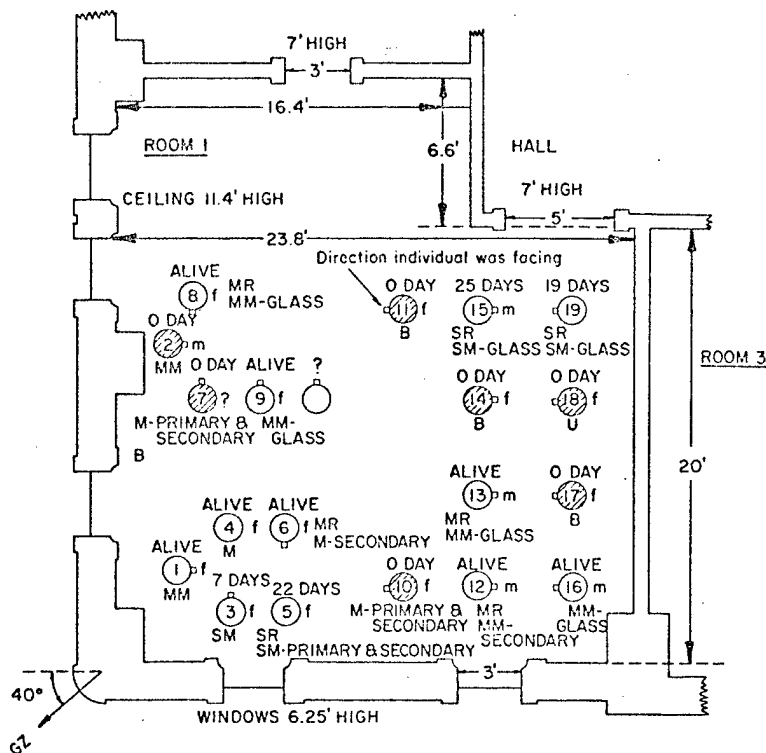 7' HIGH
3'
16.4'
ROOM 1
6.6'
HALL
7' HIGH
CEILING 11.4' HIGH
5'
23.8'
Direction individual was facing
ALIVE
8 f MR
MM-GLASS
0 DAY
11 f
B
25 DAYS
15 m
SR
SM-GLASS
19 DAYS
19
SR
SM-GLASS
ROOM 3
0 DAY
2 m
MM
0 DAY
7 ?
M-PRIMARY &
SECONDARY
ALIVE
9 f
MM-
GLASS
?
B
0 DAY
14 f
B
0 DAY
18 f
U
20'
ALIVE
4 f
M
ALIVE
6 f MR
M-SECONDARY
ALIVE
13 m
MR
MM-GLASS
0 DAY
17 f
B
ALIVE
1 f
MM
7 DAYS
3 f
SM
22 DAYS
5 f
SR
SM-PRIMARY & SECONDARY
0 DAY
10 f
M-PRIMARY &
SECONDARY
ALIVE
12 m
MR
MM-
SECONDARY
ALIVE
16 m
MM-
GLASS
3'
40°
GZ
WINDOWS 6.25' HIGH